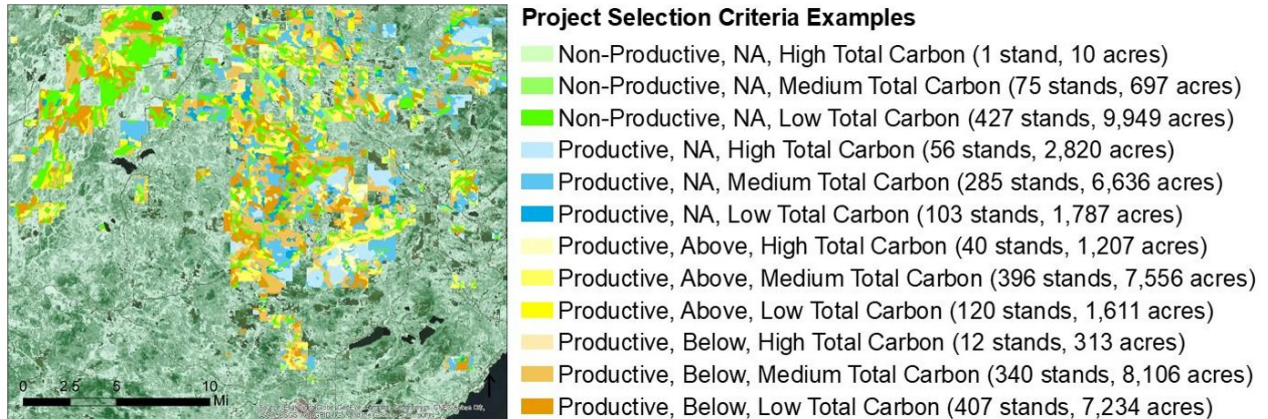 Project Selection Criteria Examples
Non-Productive, NA, High Total Carbon (1 stand, 10 acres)
Non-Productive, NA, Medium Total Carbon (75 stands, 697 acres)
Non-Productive, NA, Low Total Carbon (427 stands, 9,949 acres)
Productive, NA, High Total Carbon (56 stands, 2,820 acres)
Productive, NA, Medium Total Carbon (285 stands, 6,636 acres)
Productive, NA, Low Total Carbon (103 stands, 1,787 acres)
Productive, Above, High Total Carbon (40 stands, 1,207 acres)
Productive, Above, Medium Total Carbon (396 stands, 7,556 acres)
Productive, Above, Low Total Carbon (120 stands, 1,611 acres)
Productive, Below, High Total Carbon (12 stands, 313 acres)
Productive, Below, Medium Total Carbon (340 stands, 8,106 acres)
Productive, Below, Low Total Carbon (407 stands, 7,234 acres)
0 2.5 5 10
Mi